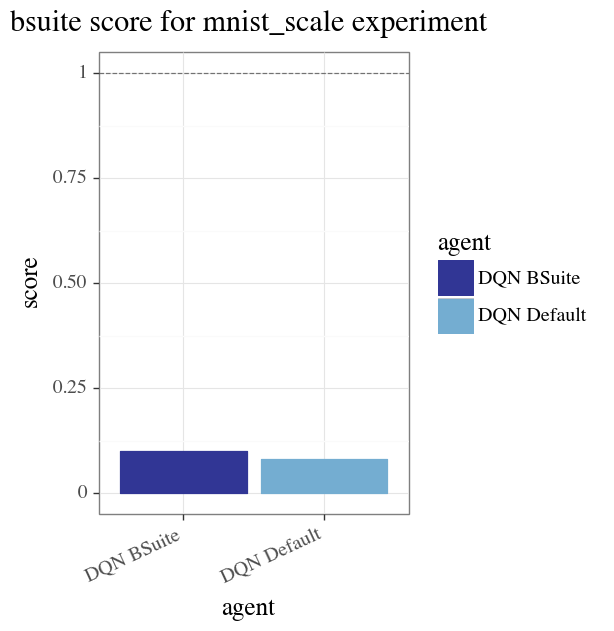 bsuite score for mnist_scale experiment
1
0.75
0.50
0.25
0
score
DQN BSuite
DQN Default
agent
agent
DQN BSuite
DQN Default